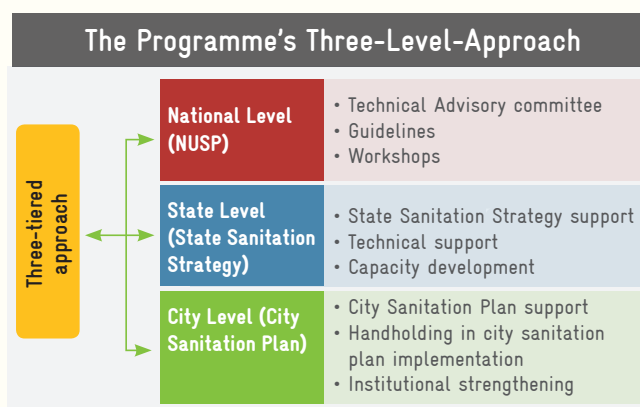 The Programme's Three-Level-Approach
Three-tiered
approach
National Level
(NUSP)
• Technical Advisory committee
• Guidelines
• Workshops
State Level
(State Sanitation
Strategy)
• State Sanitation Strategy support
• Technical support
• Capacity development
City Level (City
Sanitation Plan)
• City Sanitation Plan support
• Handholding in city sanitation
plan implementation
• Institutional strengthening